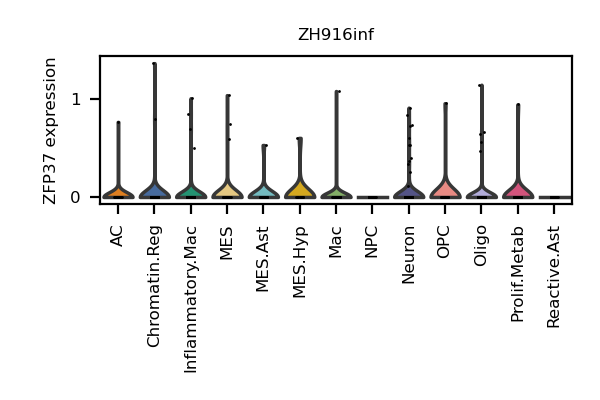 ZH916inf
ZFP37 expression
1
0
AC
Chromatin.Reg
Inflammatory.Mac
MES
MES.Ast
MES.Hyp
Mac
NPC
Neuron
OPC
Oligo
Prolif.Metab
Reactive.Ast